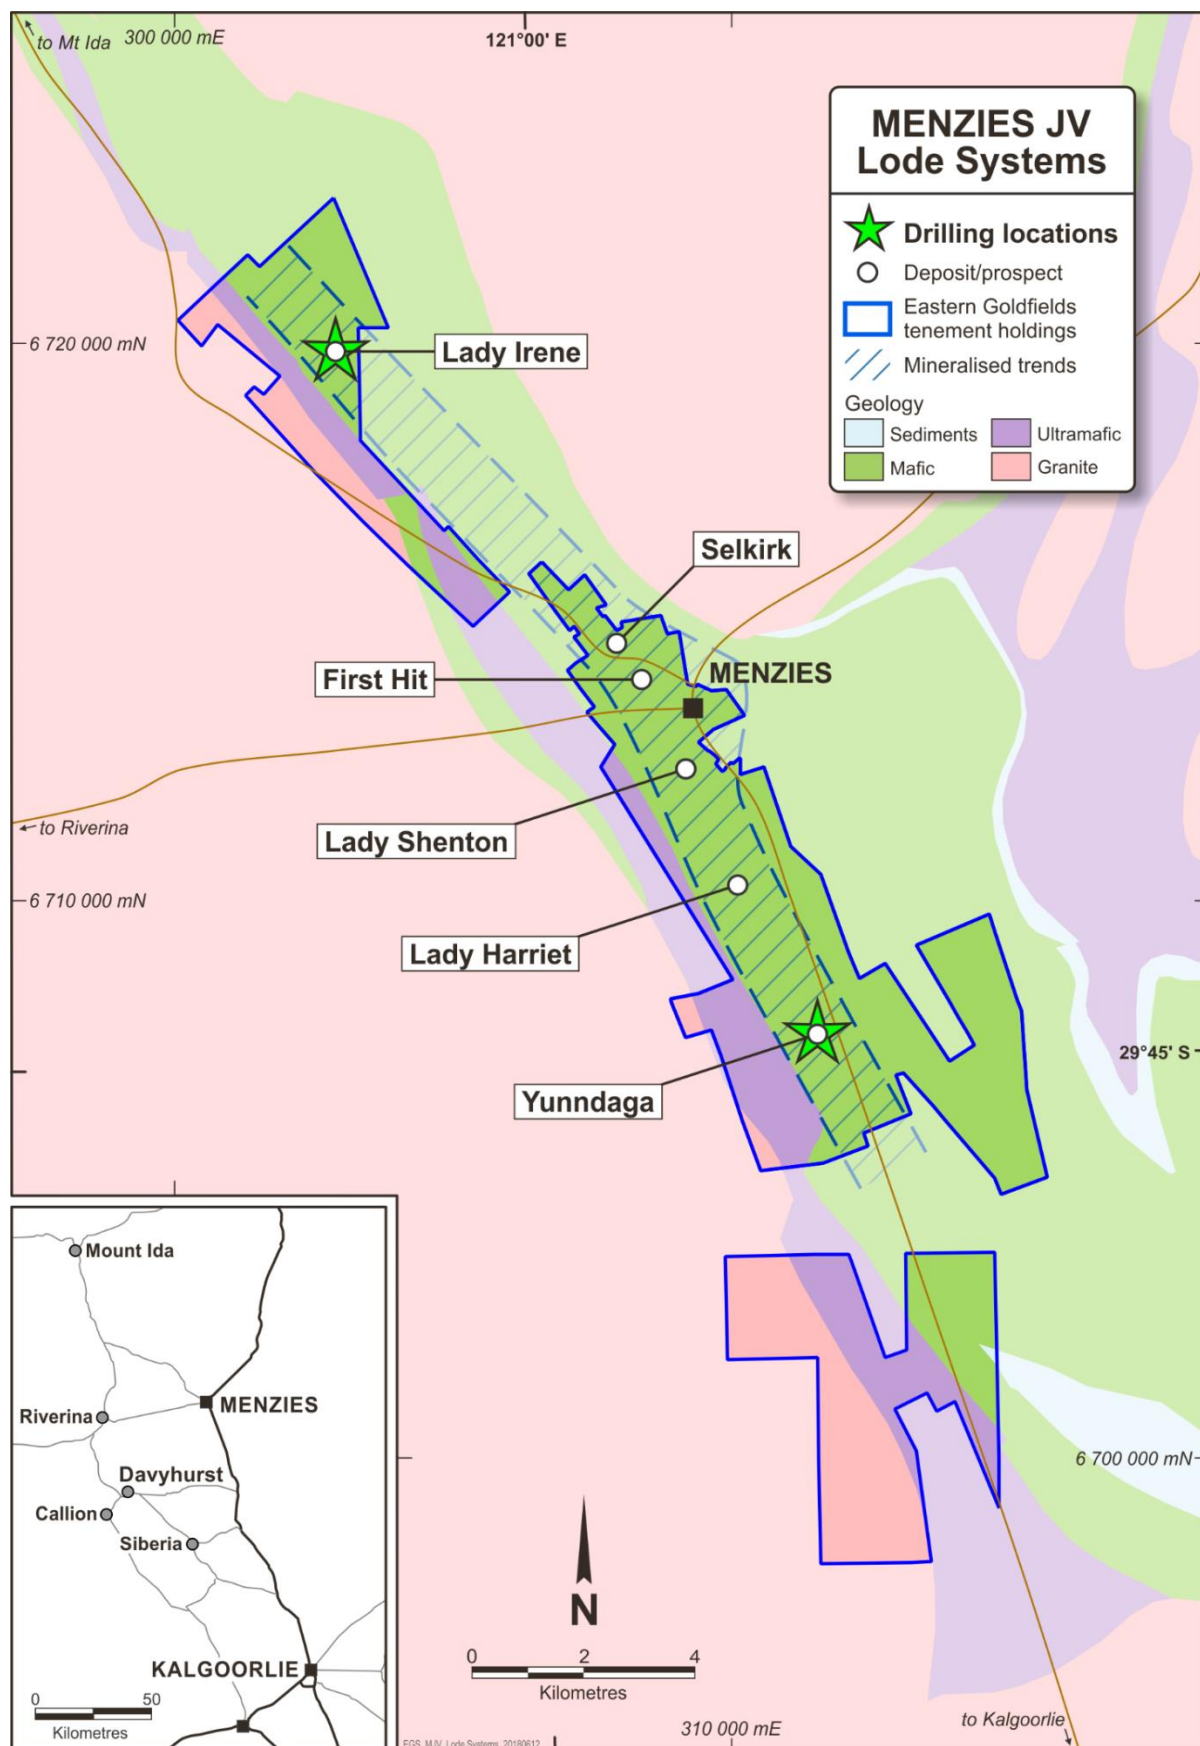 to Mt Ida
300 000 mE
121°00' E
MENZIES JV
Lode Systems
Drilling locations
Deposit/prospect
Eastern Goldfields
tenement holdings
Mineralised trends
Geology
Sediments
Ultramafic
Mafic
Granite
6 720 000 mN
Lady Irene
Selkirk
First Hit
MENZIES
to Riverina
Lady Shenton
6 710 000 mN
Lady Harriet
29°45' S
Yunndaga
Mount Ida
MENZIES
Riverina
Davyhurst
Callion
Siberia
KALGOORLIE
0 50
Kilometres
6 700 000 mN
N
0 2 4
Kilometres
310 000 mE
to Kalgoorlie
EGS_MJV_Lode Systems_20180612